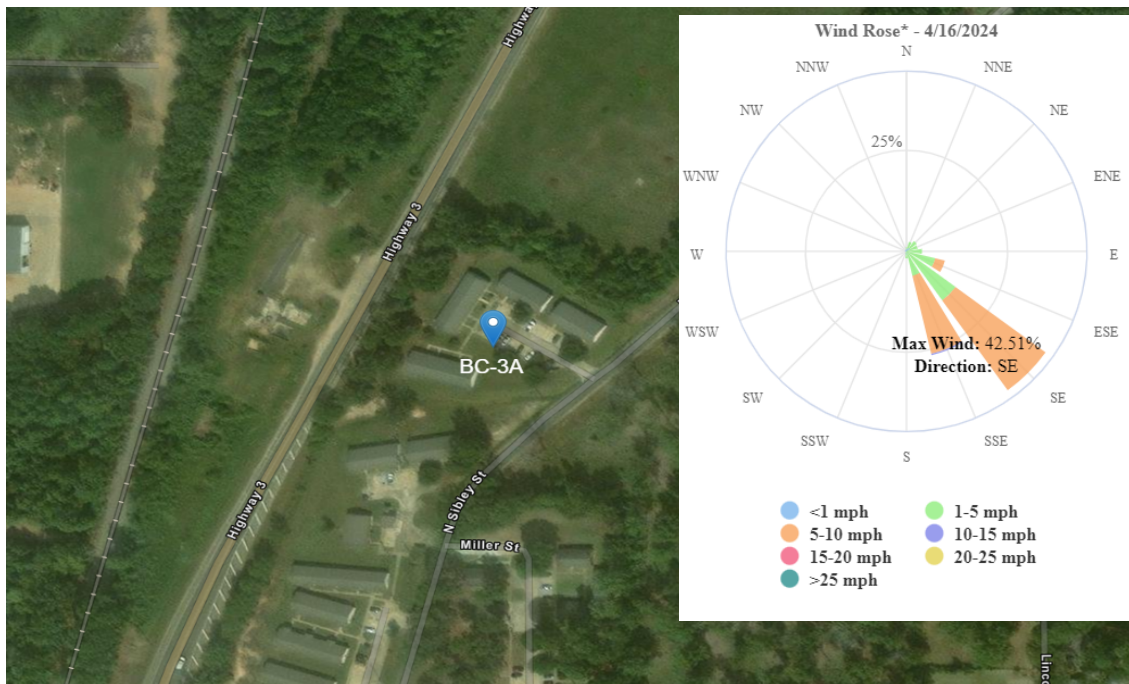 Highway
Wind Rose* - 4/16/2024
N
NNW
NNE
NW
NE
25%
WNW
ENE
Highway 3
W
E
WSW
ESE
BC-3A
Max Wind: 42.51%
Direction: SE
SW
SE
SSW
SSE
S
Highway 3
N Sibley St
Miller St
<1 mph
1-5 mph
5-10 mph
10-15 mph
15-20 mph
20-25 mph
>25 mph
Linco